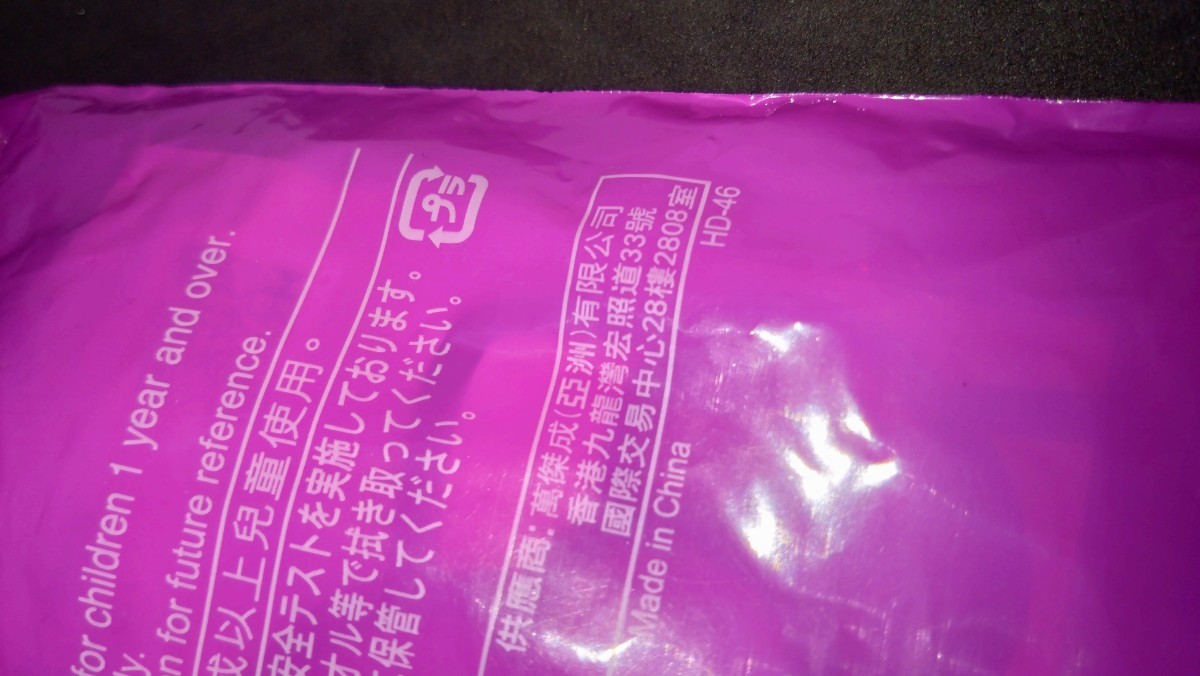 for children 1 year and over.
y.
n for future reference.
或以上兒童使用。
安全テストを実施しております。
オル等で拭き取ってください。
保管してください。
プラ
供應商: 萬傑成(亞洲)有限公司
香港九龍灣宏照道33號
國際交易中心28樓2808室
Made in China
HD-46